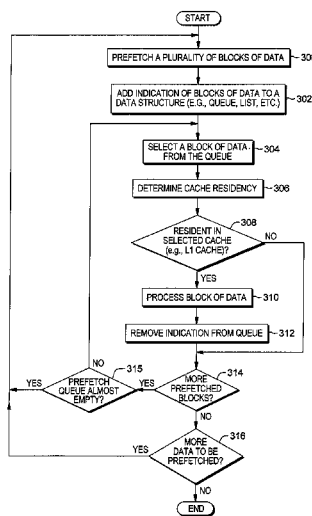 START
PREFETCH A PLURALITY OF BLOCKS OF DATA
300
ADD INDICATION OF BLOCKS OF DATA TO A
DATA STRUCTURE (E.G., QUEUE, LIST, ETC.)
302
SELECT A BLOCK OF DATA
FROM THE QUEUE
304
DETERMINE CACHE RESIDENCY
306
308
RESIDENT IN
SELECTED CACHE
(e.g., L1 CACHE)?
NO
YES
PROCESS BLOCK OF DATA
310
REMOVE INDICATION FROM QUEUE
312
NO
315
314
YES
PREFETCH
QUEUE ALMOST
EMPTY?
YES
MORE
PREFETCHED
BLOCKS?
NO
316
YES
MORE
DATA TO BE
PREFETCHED?
NO
END